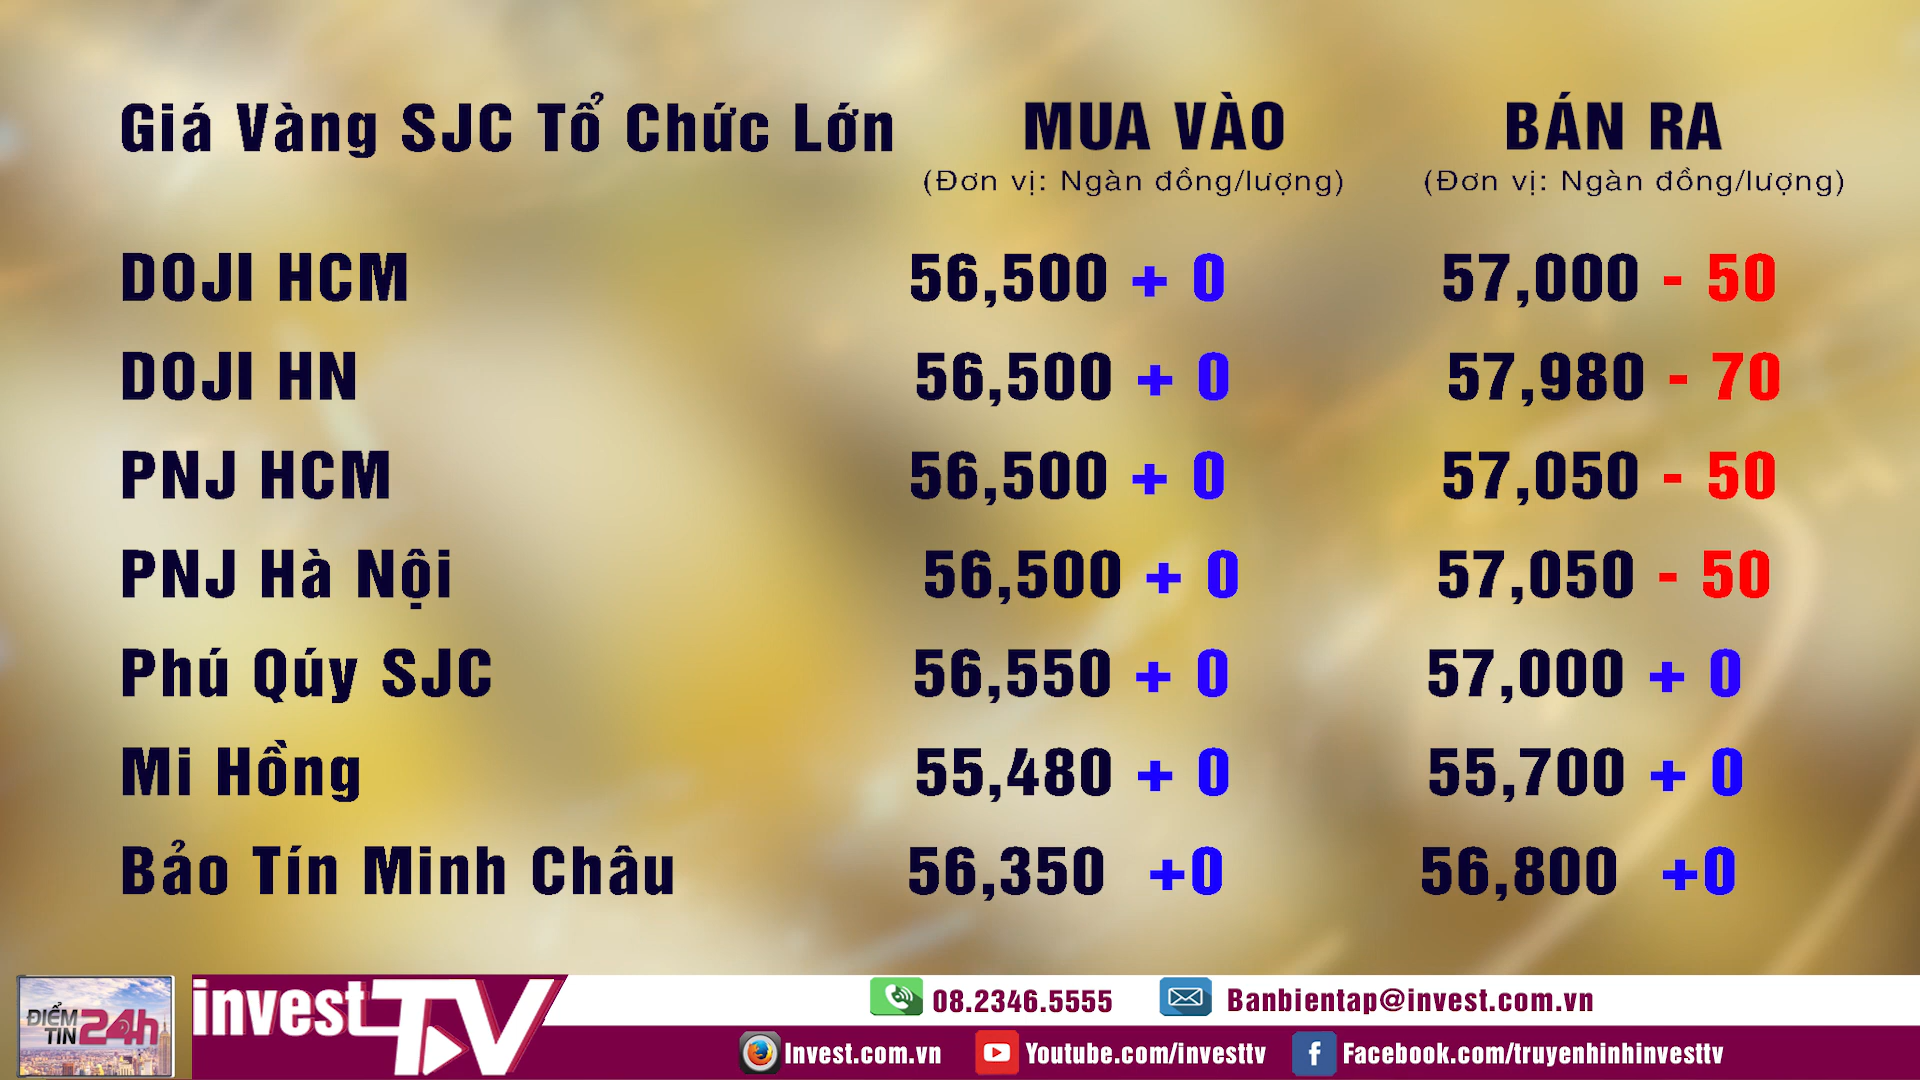 Giá Vàng SJC Tổ Chức Lớn MUA VÀO BÁN RA
(Đơn vị: Ngàn đồng/lượng) (Đơn vị: Ngàn đồng/lượng)
DOJI HCM 56,500 + 0 57,000 - 50
DOJI HN 56,500 + 0 57,980 - 70
PNJ HCM 56,500 + 0 57,050 - 50
PNJ Hà Nội 56,500 + 0 57,050 - 50
Phú Qúy SJC 56,550 + 0 57,000 + 0
Mi Hồng 55,480 + 0 55,700 + 0
Bảo Tín Minh Châu 56,350 +0 56,800 +0
ĐIỂM TIN 24h
invest TV
08.2346.5555 Banbientap@invest.com.vn
Invest.com.vn Youtube.com/investtv Facebook.com/truyenhinhinvesttv